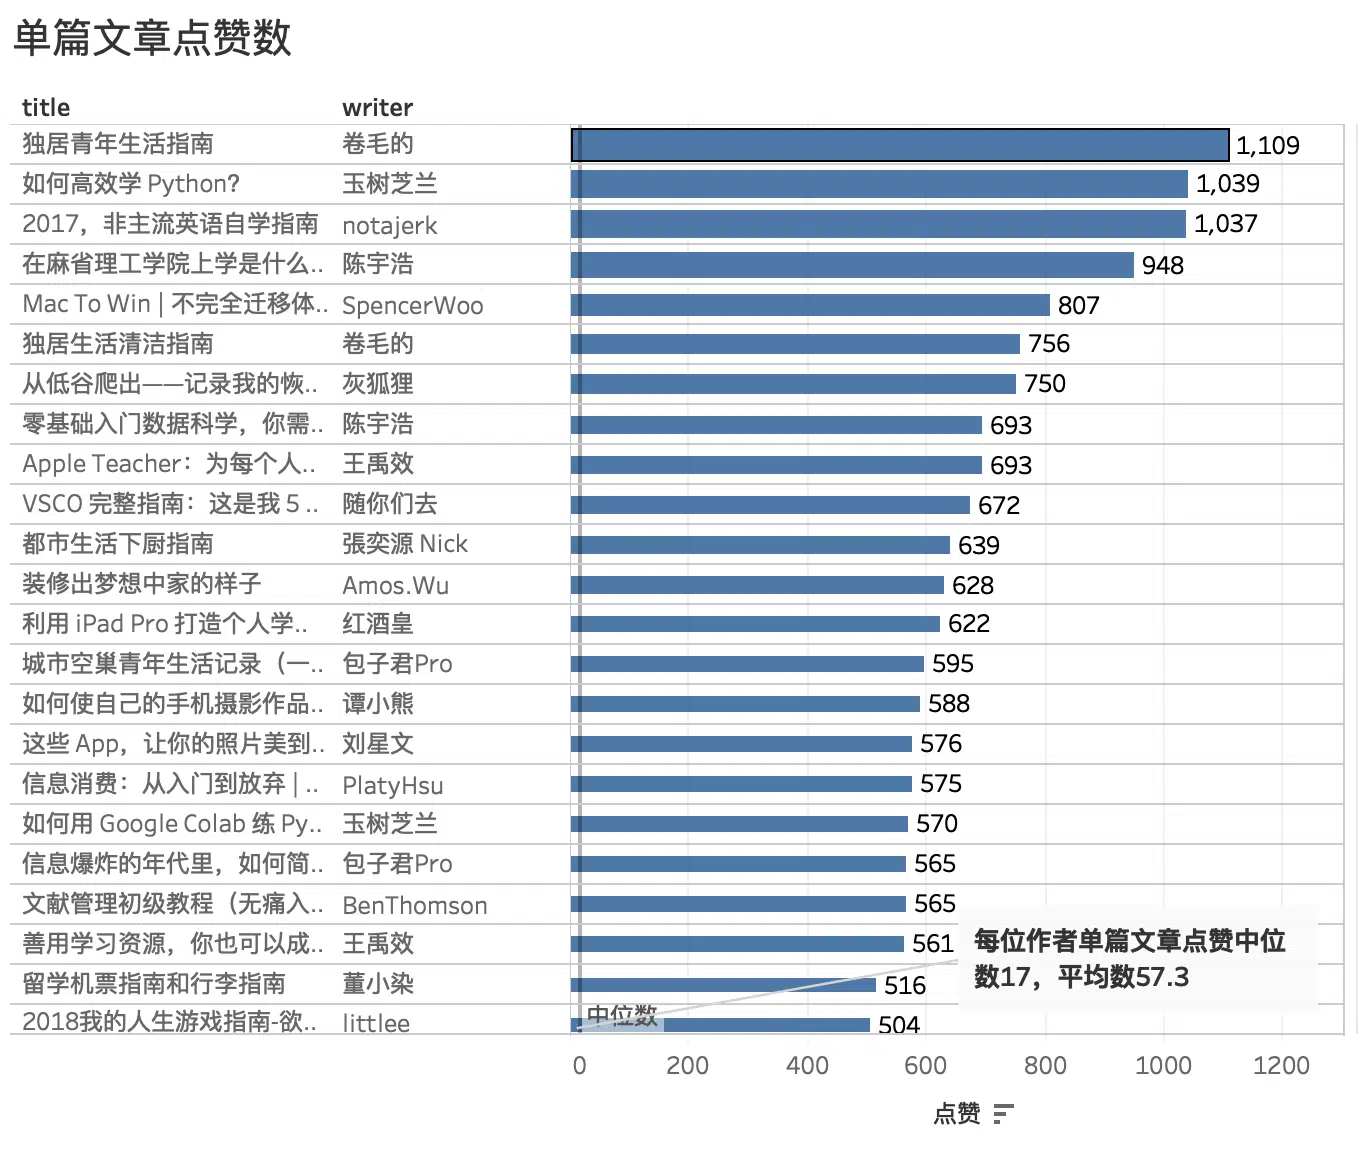 单篇文章点赞数
title writer
独居青年生活指南 卷毛的 1,109
如何高效学 Python? 玉树芝兰 1,039
2017，非主流英语自学指南 notajerk 1,037
在麻省理工学院上学是什么.. 陈宇浩 948
Mac To Win | 不完全迁移体.. SpencerWoo 807
独居生活清洁指南 卷毛的 756
从低谷爬出——记录我的恢.. 灰狐狸 750
零基础入门数据科学，你需.. 陈宇浩 693
Apple Teacher：为每个人.. 王禹效 693
VSCO 完整指南：这是我 5 .. 随你们去 672
都市生活下厨指南 張奕源 Nick 639
装修出梦想中家的样子 Amos.Wu 628
利用 iPad Pro 打造个人学.. 红酒皇 622
城市空巢青年生活记录（一.. 包子君Pro 595
如何使自己的手机摄影作品.. 谭小熊 588
这些 App，让你的照片美到.. 刘星文 576
信息消费：从入门到放弃 | .. PlatyHsu 575
如何用 Google Colab 练 Py.. 玉树芝兰 570
信息爆炸的年代里，如何简.. 包子君Pro 565
文献管理初级教程（无痛入.. BenThomson 565
善用学习资源，你也可以成.. 王禹效 561
每位作者单篇文章点赞中位
数17，平均数57.3
留学机票指南和行李指南 董小染 516
2018我的人生游戏指南-欲.. littlee 504
中位数
0 200 400 600 800 1000 1200
点赞